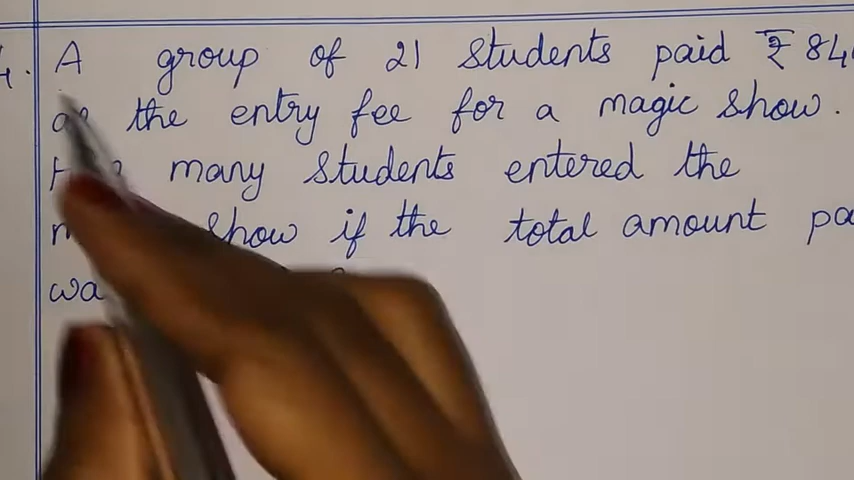 4. A group of 21 students paid ₹ 84
the entry fee for a magic show.
many students entered the
show if the total amount